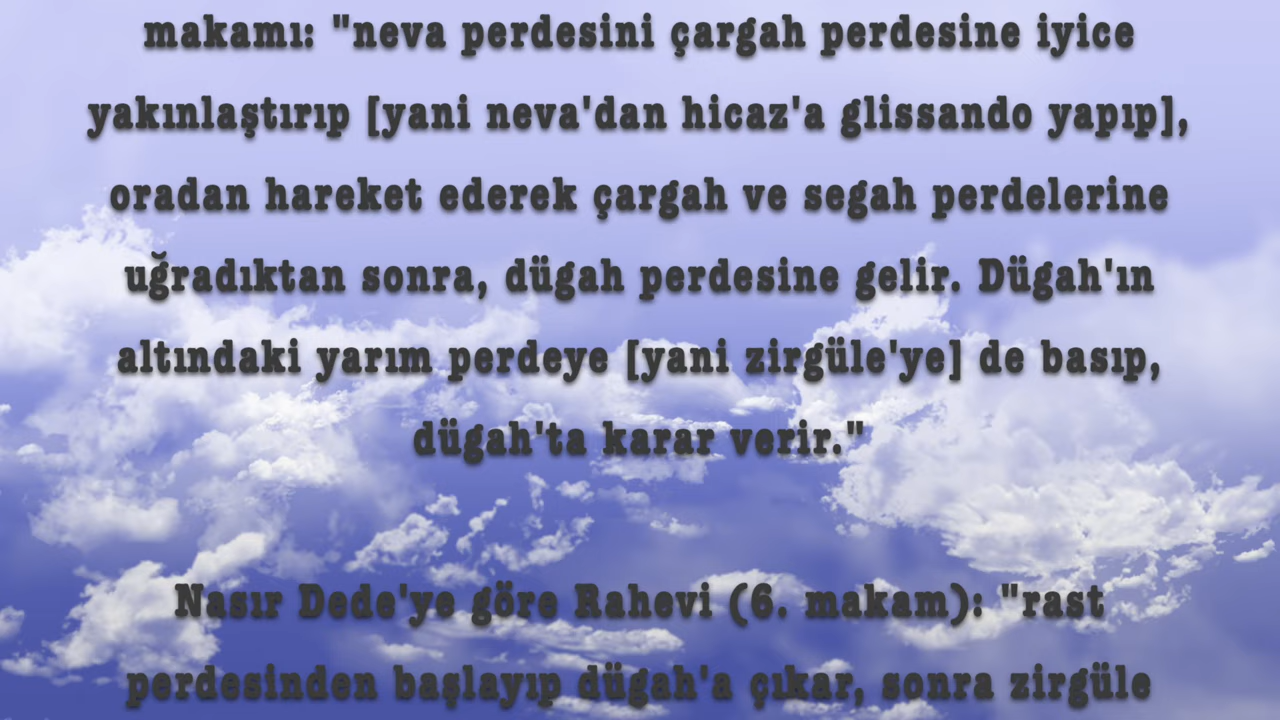 makamı: "neva perdesini çargah perdesine iyice
yakınlaştırıp [yani neva'dan hicaz'a glissando yapıp],
oradan hareket ederek çargah ve segah perdelerine
uğradıktan sonra, dügah perdesine gelir. Dügah'ın
altındaki yarım perdeye [yani zirgüle'ye] de basıp,
dügah'ta karar verir."
Nasır Dede'ye göre Rahevi (6. makam): "rast
perdesinden başlayıp dügah'a çıkar, sonra zirgüle